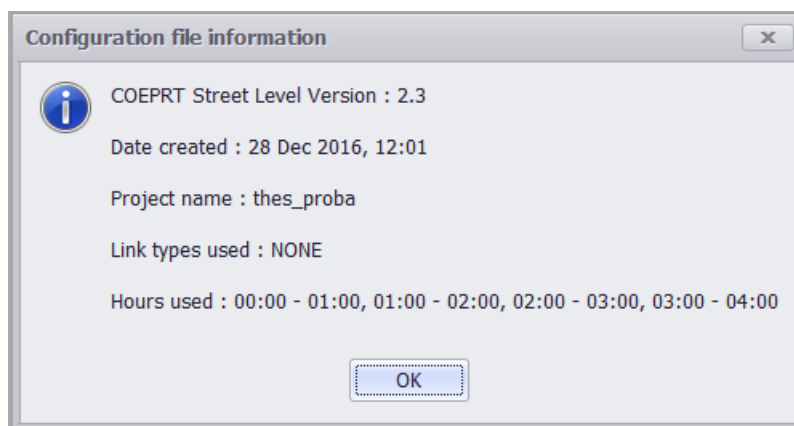 Configuration file information
COEPRT Street Level Version : 2.3
Date created : 28 Dec 2016, 12:01
Project name : thes_proba
Link types used : NONE
Hours used : 00:00 - 01:00, 01:00 - 02:00, 02:00 - 03:00, 03:00 - 04:00
OK